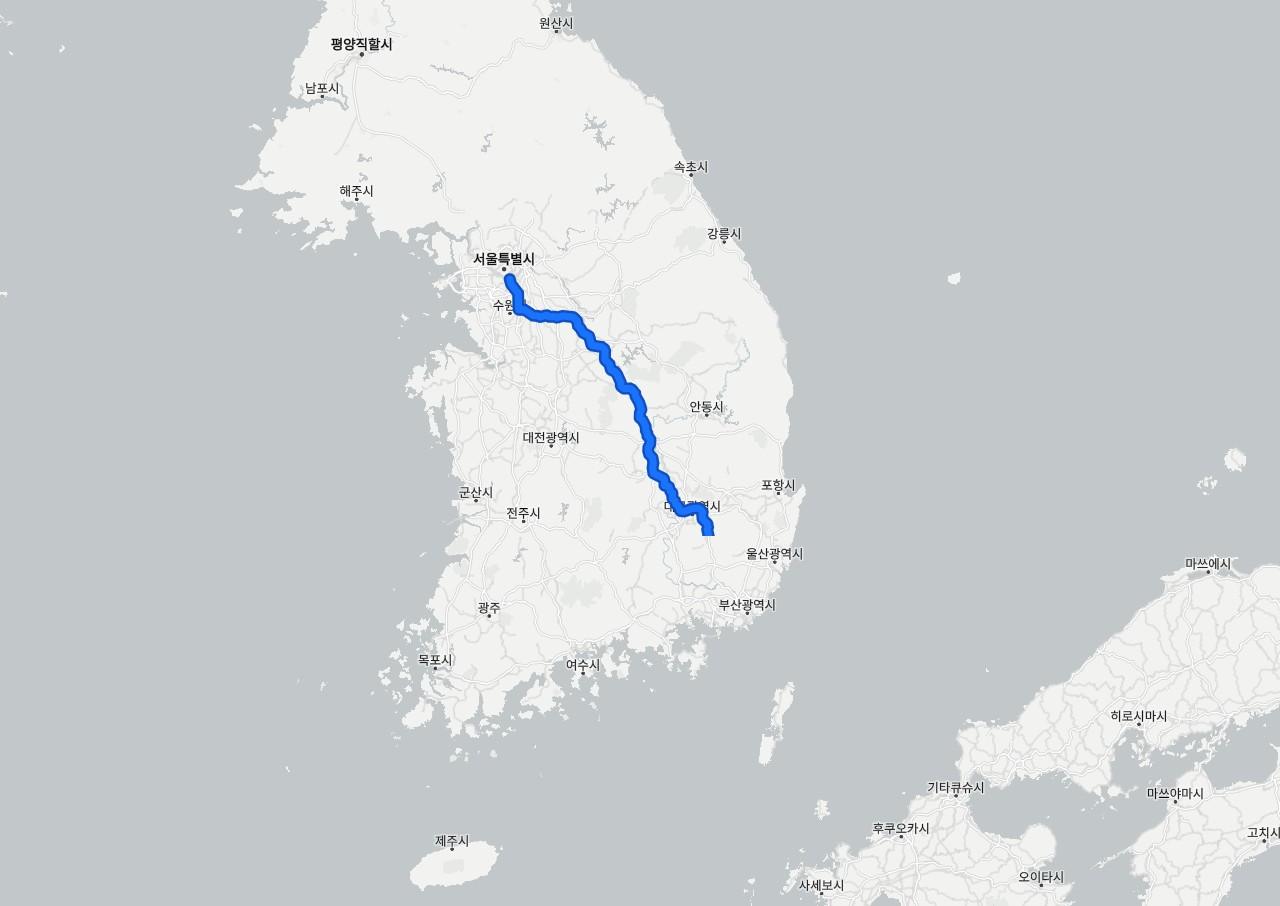 원산시
평양직할시
남포시
속초시
해주시
강릉시
서울특별시
안동시
대전광역시
포항시
군산시
전주시
울산광역시
마쓰에시
부산광역시
광주
목포시
여수시
히로시마시
기타큐슈시
마쓰야마시
후쿠오카시
고치시
제주시
오이타시
사세보시